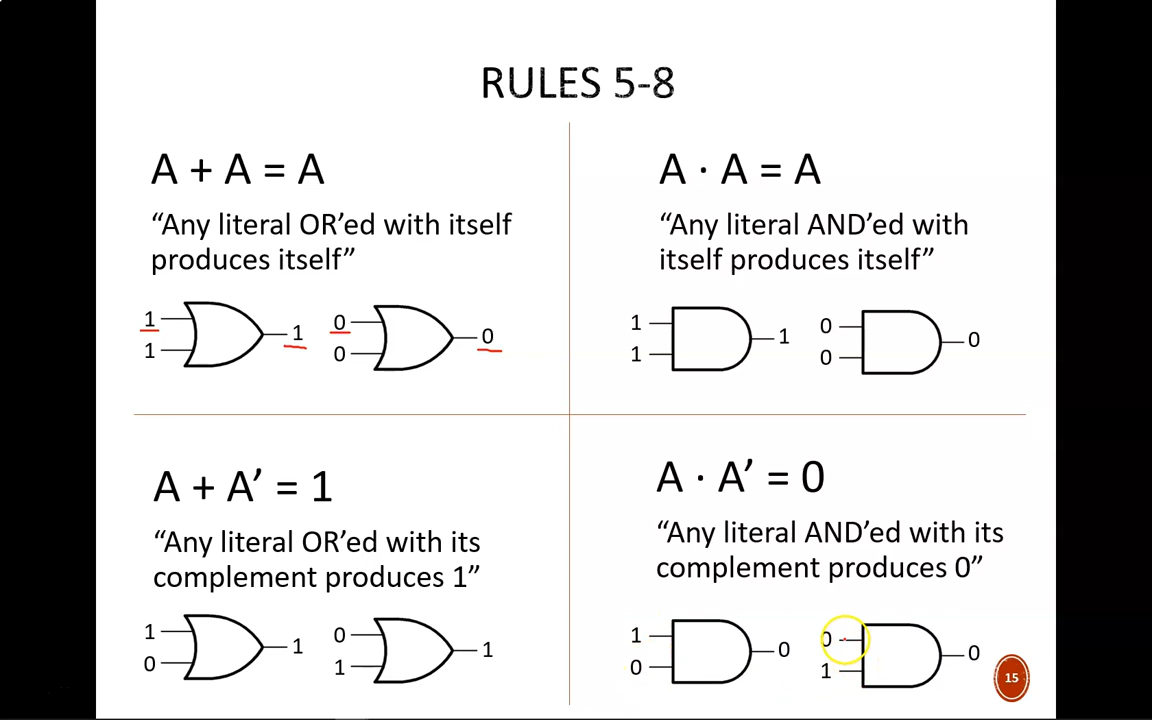 RULES 5-8
A + A = A
“Any literal OR’ed with itself
produces itself”
1
1
1
0
0
0
A · A = A
“Any literal AND’ed with
itself produces itself”
1
1
1
0
0
0
A + A’ = 1
“Any literal OR’ed with its
complement produces 1”
1
0
1
0
1
1
A · A’ = 0
“Any literal AND’ed with its
complement produces 0”
1
0
0
0
1
0
15